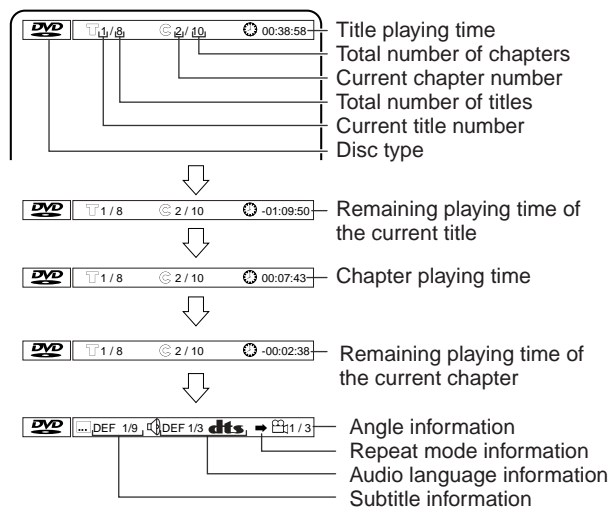 DVD T 1 / 8 C 2 / 10 00:38:58 Title playing time
Total number of chapters
Current chapter number
Total number of titles
Current title number
Disc type
DVD T 1 / 8 C 2 / 10 -01:09:50 Remaining playing time of
the current title
DVD T 1 / 8 C 2 / 10 00:07:43 Chapter playing time
DVD T 1 / 8 C 2 / 10 -00:02:38 Remaining playing time of
the current chapter
DVD ... DEF 1/9 DEF 1/3 dts 1 / 3 Angle information
Repeat mode information
Audio language information
Subtitle information